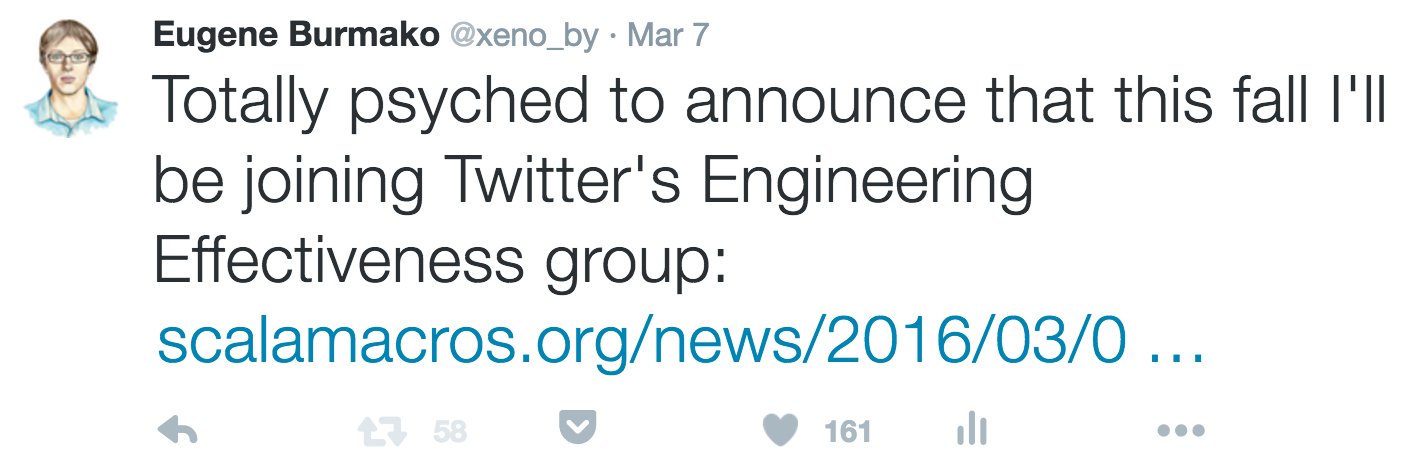 Eugene Burmako @xeno_by · Mar 7
Totally psyched to announce that this fall I'll
be joining Twitter's Engineering
Effectiveness group:
scalamacros.org/news/2016/03/0 …
58 161